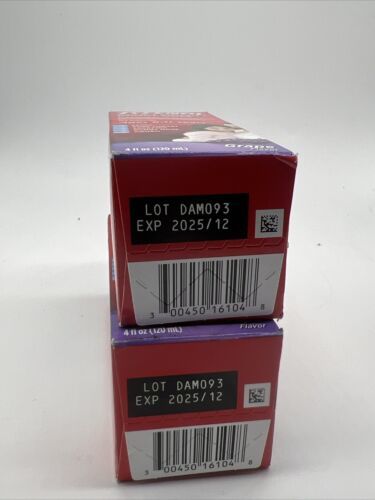 4 fl oz (120 mL)
Grape
LOT DAM093
EXP 2025/12
3 00450 16104 8
4 fl oz (120 mL)
Flavor
LOT DAM093
EXP 2025/12
3 00450 16104 8